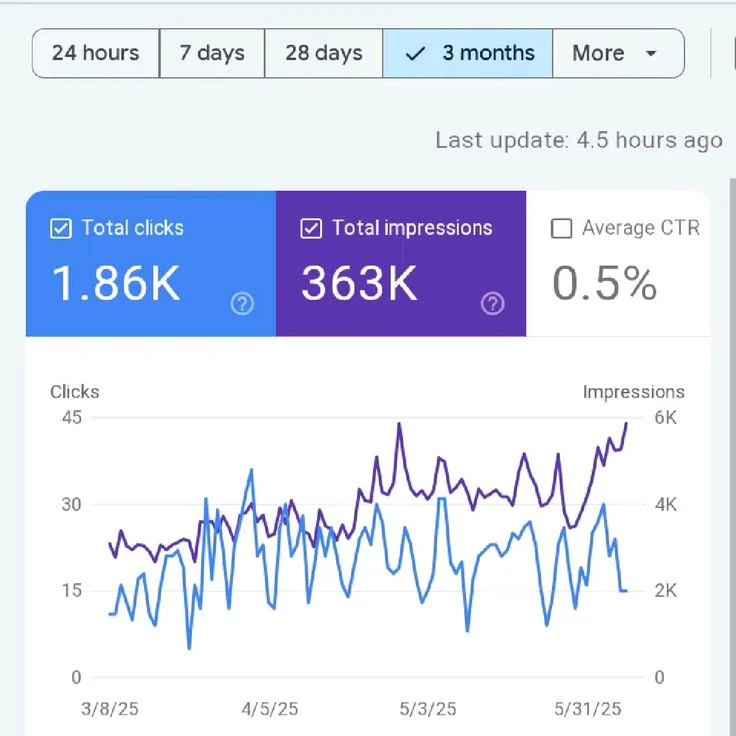 24 hours 7 days 28 days 3 months More
Last update: 4.5 hours ago
Total clicks Total impressions Average CTR
1.86K 363K 0.5%
Clicks Impressions
45 6K
30 4K
15 2K
0 0
3/8/25 4/5/25 5/3/25 5/31/25